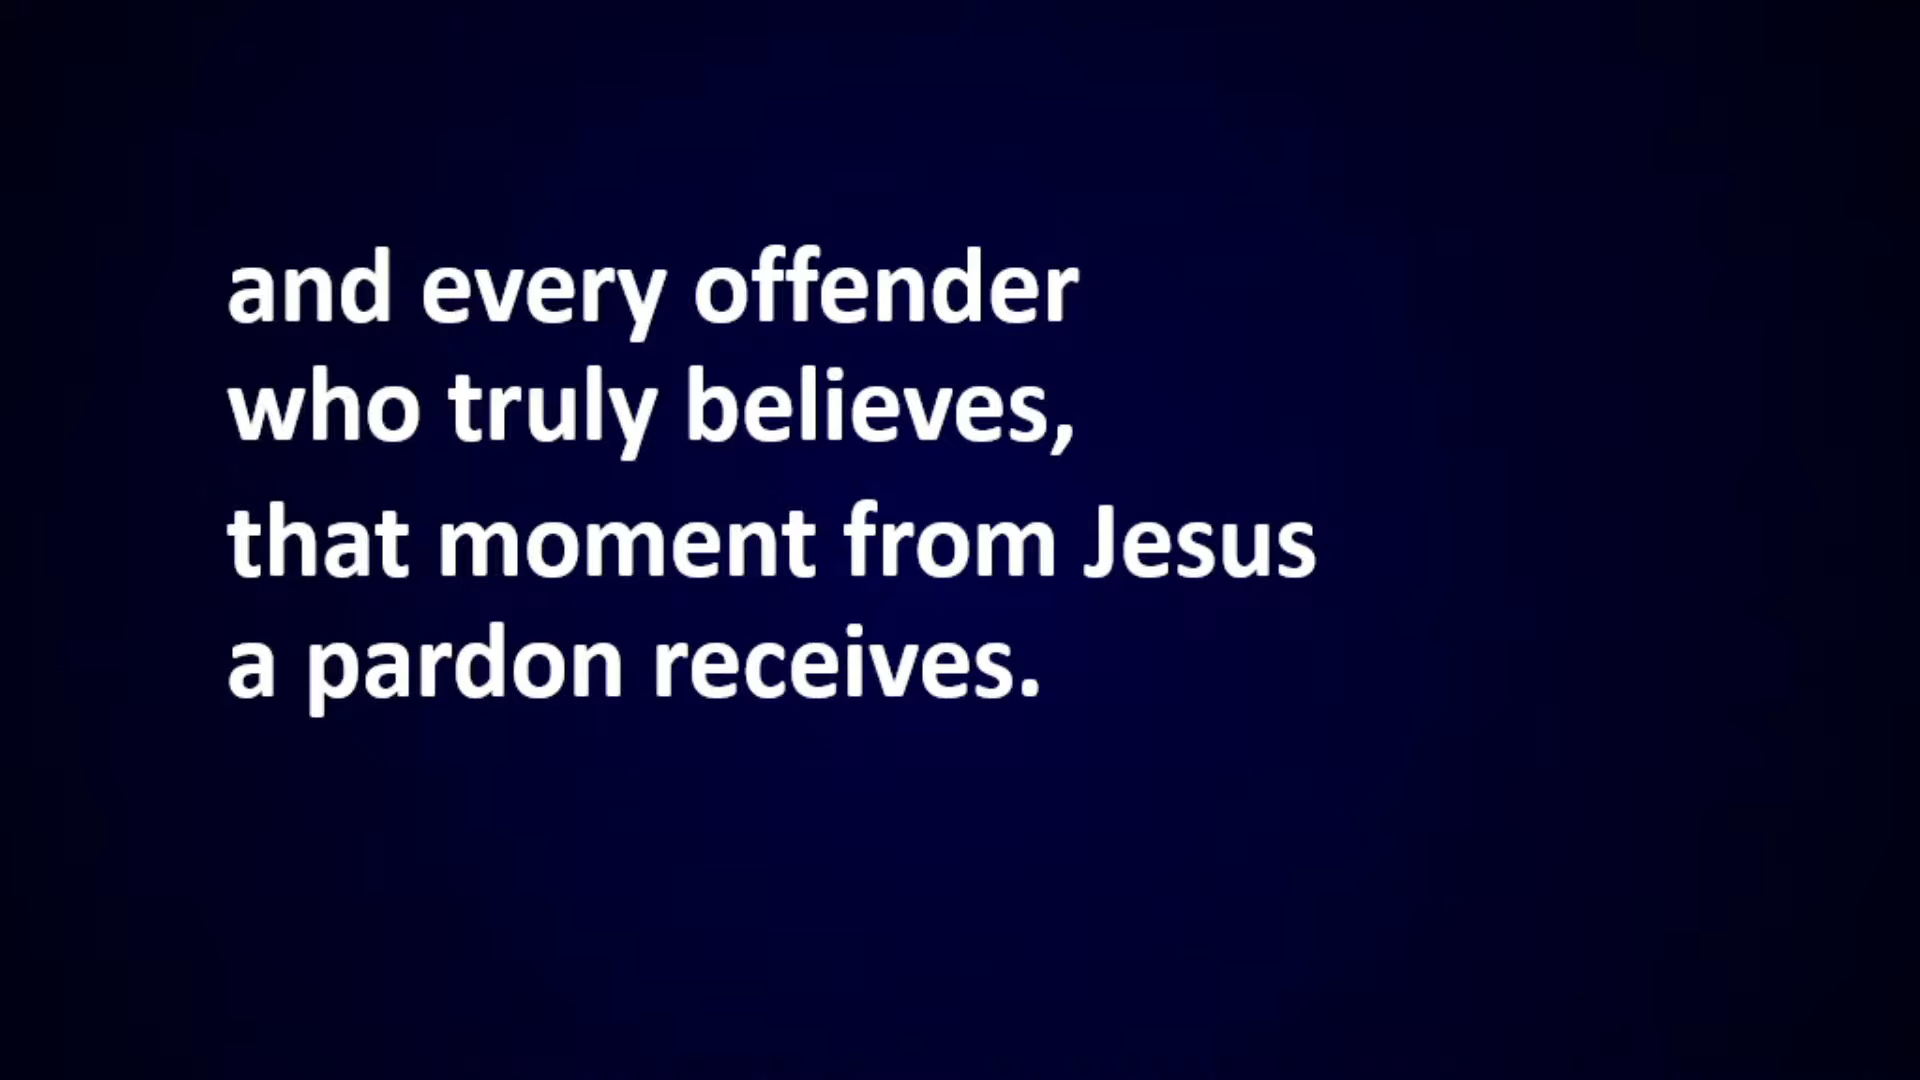 and every offender
who truly believes,
that moment from Jesus
a pardon receives.